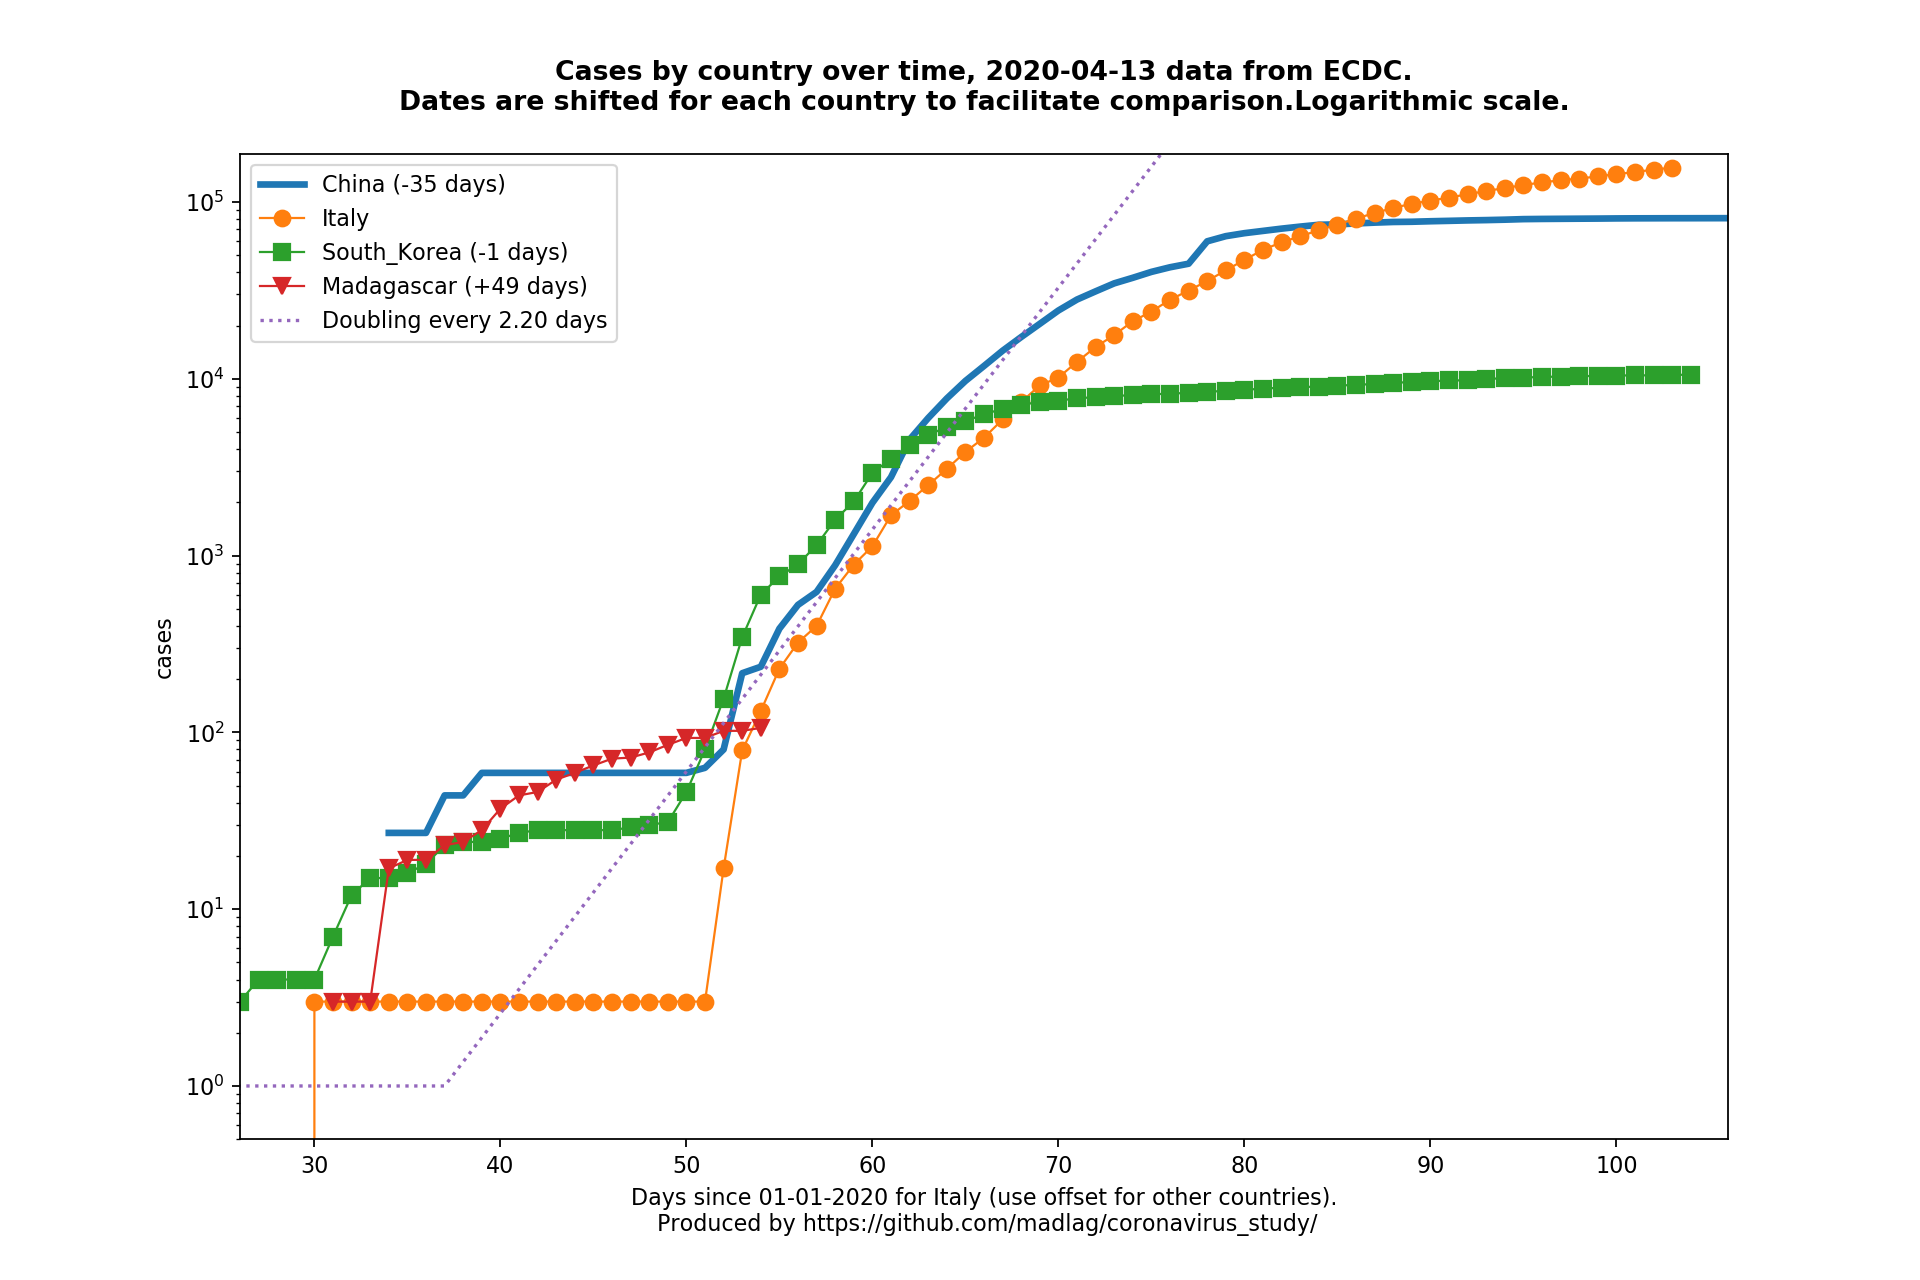 Cases by country over time, 2020-04-13 data from ECDC.
Dates are shifted for each country to facilitate comparison.Logarithmic scale.
China (-35 days)
Italy
South_Korea (-1 days)
Madagascar (+49 days)
Doubling every 2.20 days
cases
10^5
10^4
10^3
10^2
10^1
10^0
30 40 50 60 70 80 90 100
Days since 01-01-2020 for Italy (use offset for other countries).
Produced by https://github.com/madlag/coronavirus_study/